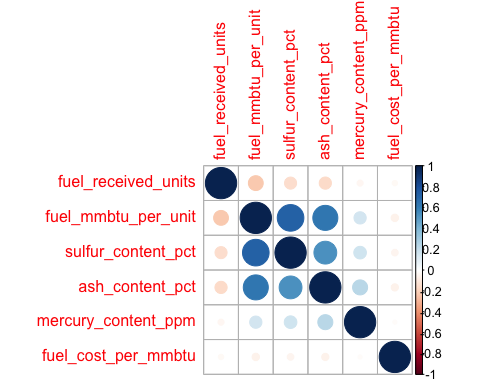 fuel_received_units
fuel_mmbtu_per_unit
sulfur_content_pct
ash_content_pct
mercury_content_ppm
fuel_cost_per_mmbtu
fuel_received_units
fuel_mmbtu_per_unit
sulfur_content_pct
ash_content_pct
mercury_content_ppm
fuel_cost_per_mmbtu
1
0.8
0.6
0.4
0.2
0
-0.2
-0.4
-0.6
-0.8
-1